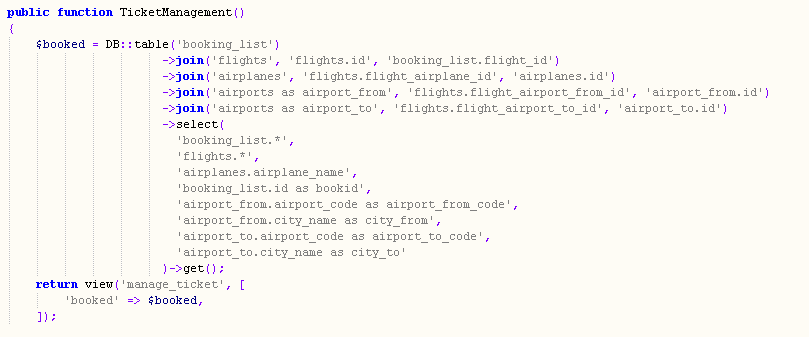 public function TicketManagement()
{
    $booked = DB::table('booking_list')
                      ->join('flights', 'flights.id', 'booking_list.flight_id')
                      ->join('airplanes', 'flights.flight_airplane_id', 'airplanes.id')
                      ->join('airports as airport_from', 'flights.flight_airport_from_id', 'airport_from.id')
                      ->join('airports as airport_to', 'flights.flight_airport_to_id', 'airport_to.id')
                      ->select(
                        'booking_list.*',
                        'flights.*',
                        'airplanes.airplane_name',
                        'booking_list.id as bookid',
                        'airport_from.airport_code as airport_from_code',
                        'airport_from.city_name as city_from',
                        'airport_to.airport_code as airport_to_code',
                        'airport_to.city_name as city_to'
                      )->get();
    return view('manage_ticket', [
        'booked' => $booked,
    ]);